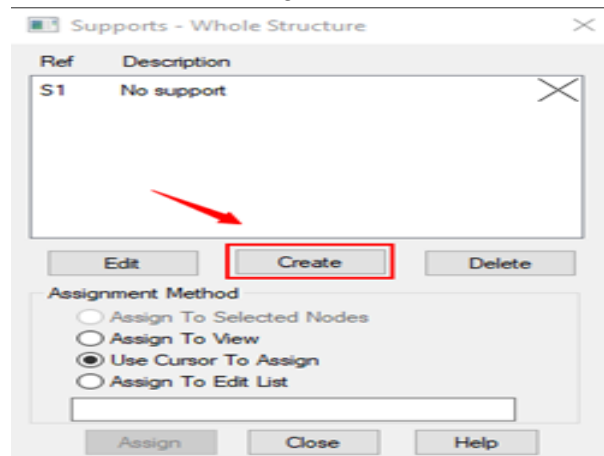 Supports - Whole Structure
Ref Description
S1 No support
Edit Create Delete
Assignment Method
Assign To Selected Nodes
Assign To View
Use Cursor To Assign
Assign To Edit List
Assign Close Help